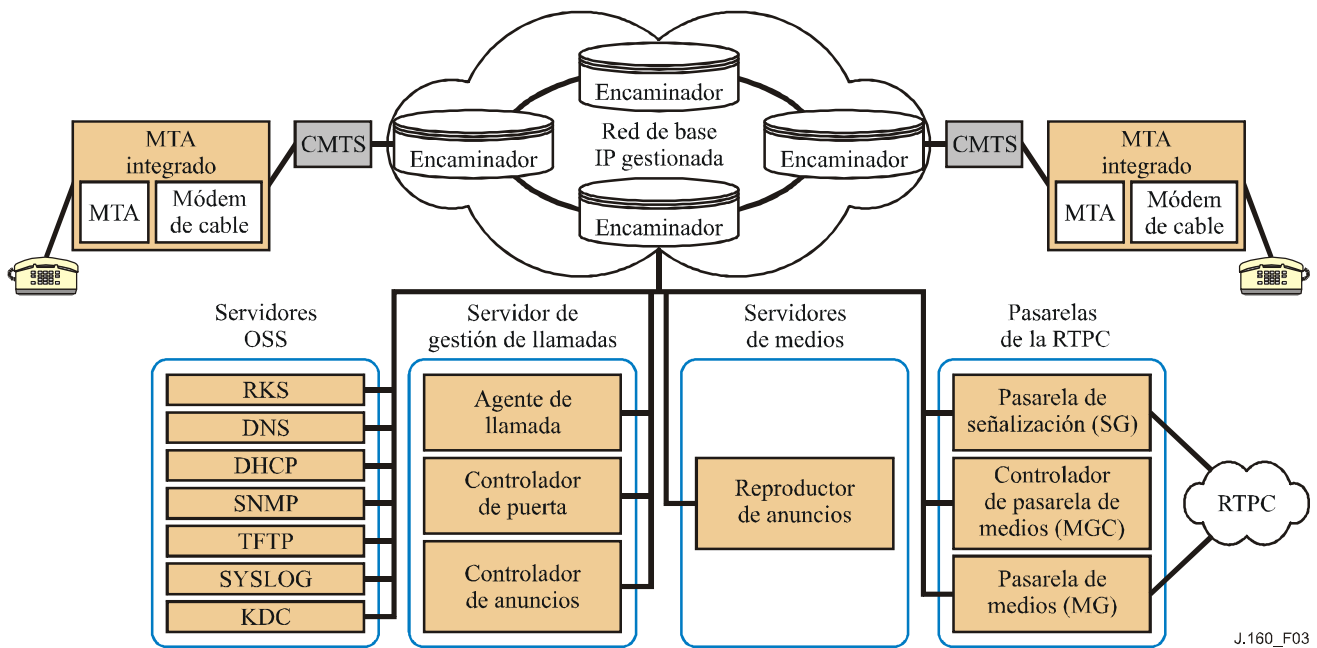 Encaminador
Red de base
IP gestionada
Encaminador
Encaminador
Encaminador
CMTS
CMTS
MTA
integrado
MTA
Módem
de cable
MTA
integrado
MTA
Módem
de cable
Servidores
OSS
RKS
DNS
DHCP
SNMP
TFTP
SYSLOG
KDC
Servidor de
gestión de llamadas
Agente de
llamada
Controlador
de puerta
Controlador
de anuncios
Servidores
de medios
Reproductor
de anuncios
Pasarelas
de la RTPC
Pasarela de
señalización (SG)
Controlador
de pasarela de
medios (MGC)
Pasarela de
medios (MG)
RTPC
J.160_F03